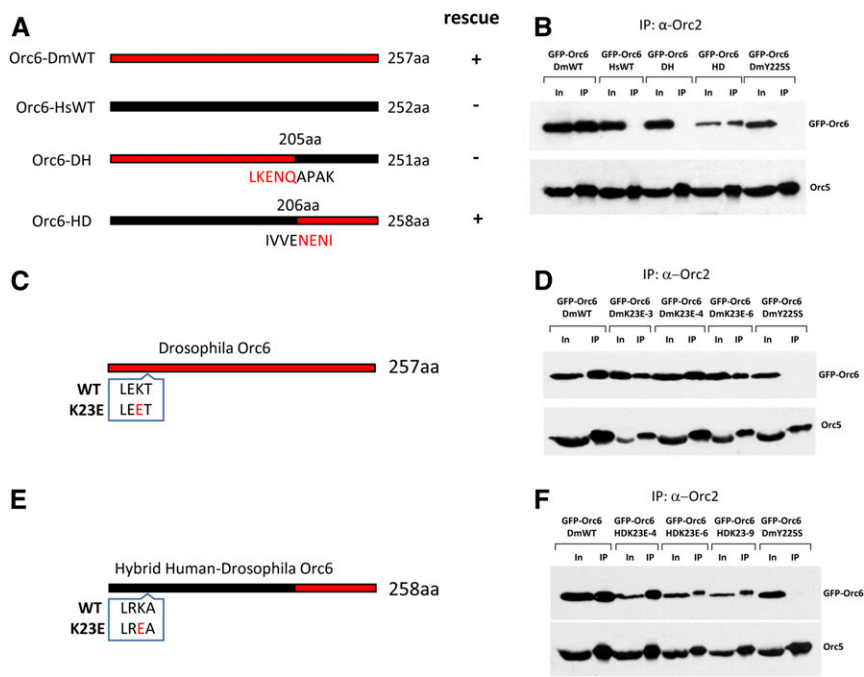 A
rescue
Orc6-DmWT 257aa +
Orc6-HsWT 252aa -
205aa
Orc6-DH 251aa -
LKENQAPAK
206aa
Orc6-HD 258aa +
IVVENENI
B
IP: α-Orc2
GFP-Orc6 GFP-Orc6 GFP-Orc6 GFP-Orc6 GFP-Orc6
DmWT HsWT DH HD DmY225S
In IP In IP In IP In IP In IP
GFP-Orc6
Orc5
C
Drosophila Orc6
257aa
WT LEKT
K23E LEET
D
IP: α–Orc2
GFP-Orc6 GFP-Orc6 GFP-Orc6 GFP-Orc6 GFP-Orc6
DmWT DmK23E-3 DmK23E-4 DmK23E-6 DmY225S
In IP In IP In IP In IP In IP
GFP-Orc6
Orc5
E
Hybrid Human-Drosophila Orc6
258aa
WT LRKA
K23E LREA
F
IP: α–Orc2
GFP-Orc6 GFP-Orc6 GFP-Orc6 GFP-Orc6 GFP-Orc6
DmWT HDK23E-4 HDK23E-6 HDK23-9 DmY225S
In IP In IP In IP In IP In IP
GFP-Orc6
Orc5